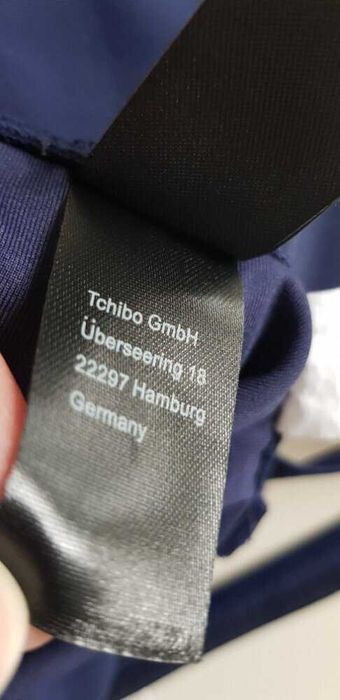 Tchibo GmbH
Überseering 18
22297 Hamburg
Germany